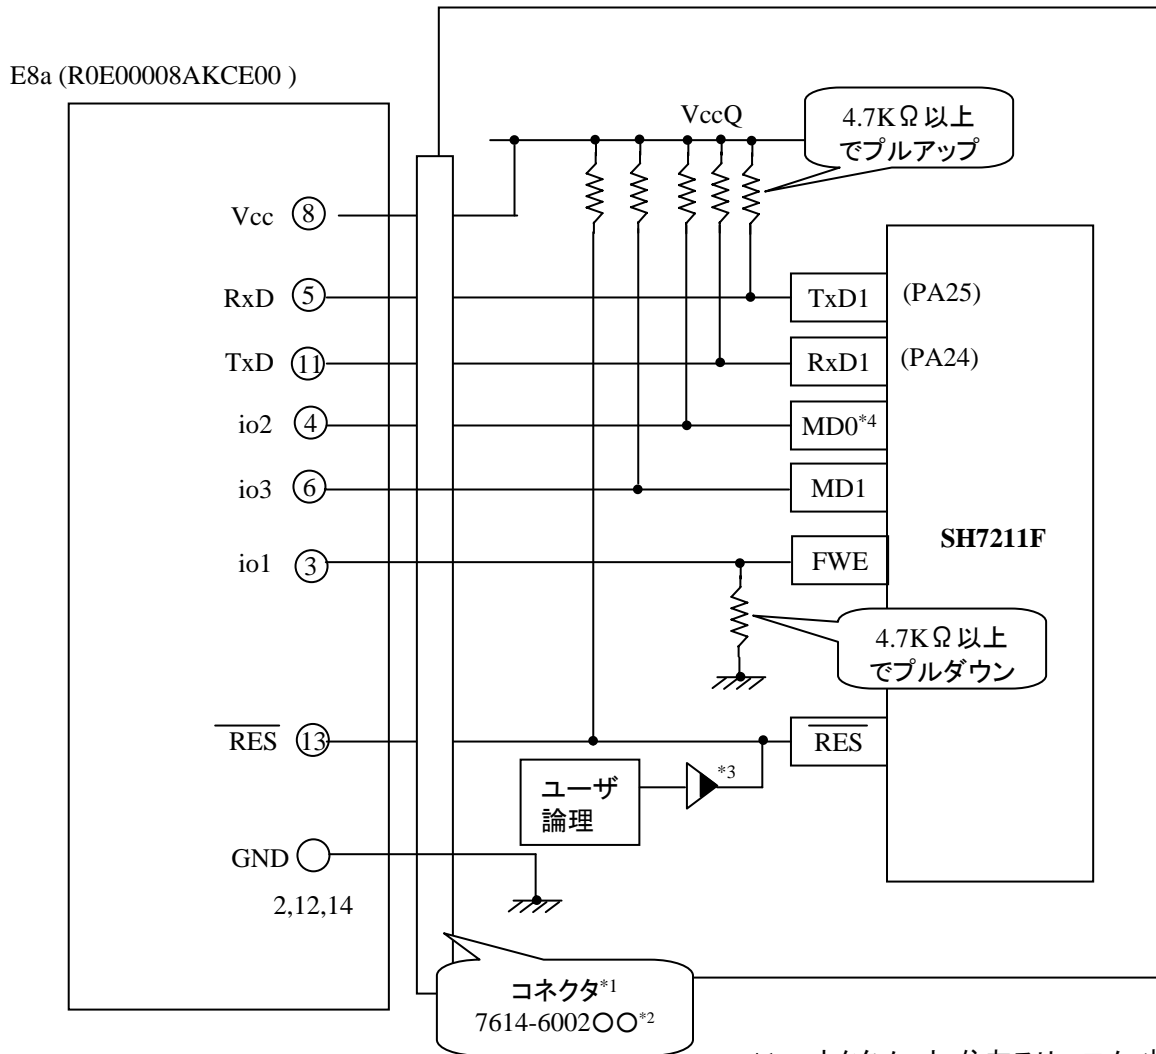 E8a (R0E00008AKCE00 )
VccQ
4.7KΩ以上
でプルアップ
Vcc ⑧
RxD ⑤
TxD1 (PA25)
TxD ⑪
RxD1 (PA24)
io2 ④
MD0*4
io3 ⑥
MD1
SH7211F
io1 ③
FWE
4.7KΩ以上
でプルダウン
RES ⑬
RES
ユーザ
論理
*3
GND
2,12,14
コネクタ*1
7614-6002〇〇*2